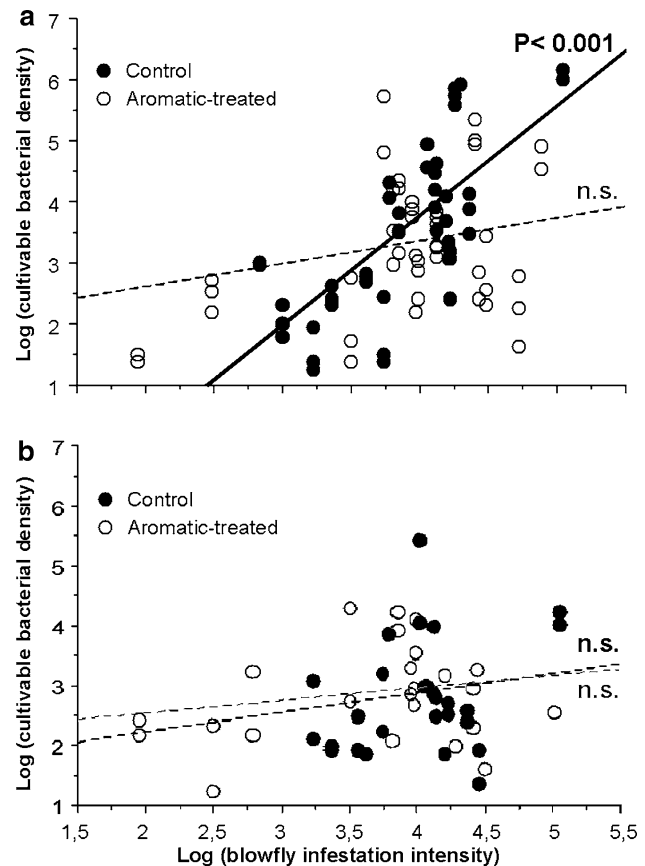 a
7
6
5
4
3
2
1
Log (cultivable bacterial density)
Control
Aromatic-treated
P< 0.001
n.s.
b
7
6
5
4
3
2
1
Log (cultivable bacterial density)
Control
Aromatic-treated
n.s.
n.s.
1,5 2 2,5 3 3,5 4 4,5 5 5,5
Log (blowfly infestation intensity)